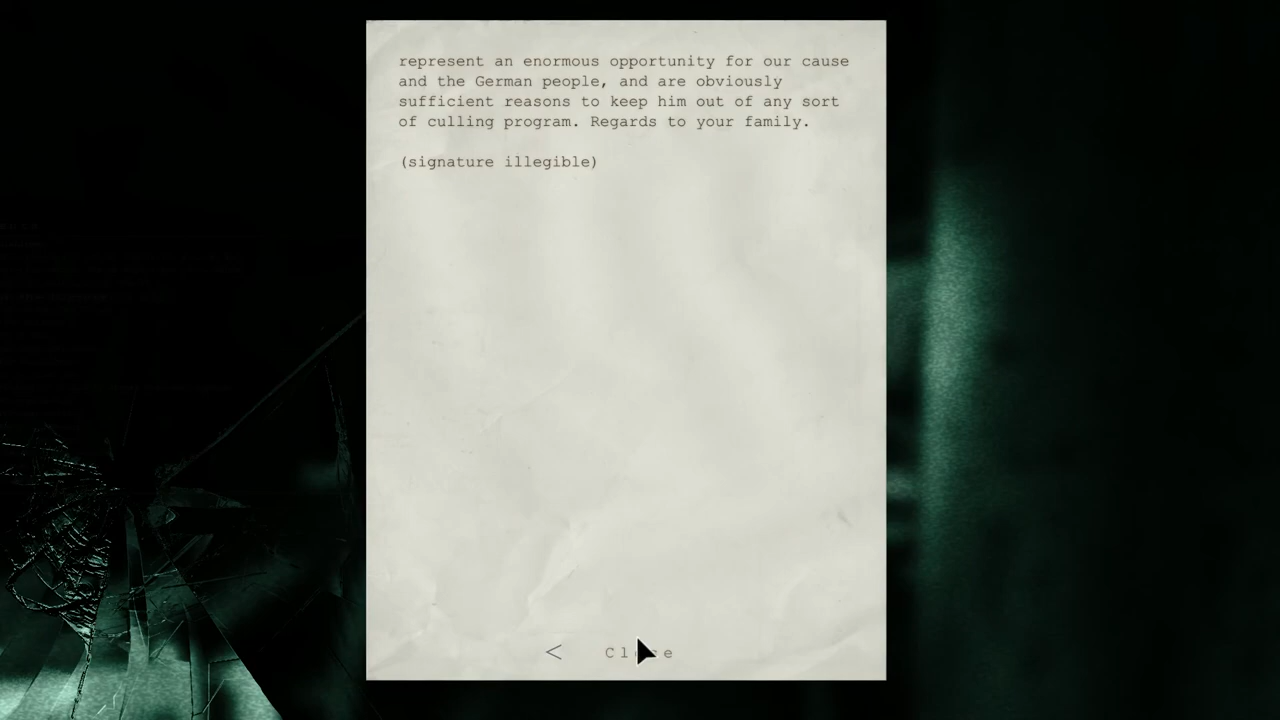 represent an enormous opportunity for our cause
and the German people, and are obviously
sufficient reasons to keep him out of any sort
of culling program. Regards to your family.
(signature illegible)
<